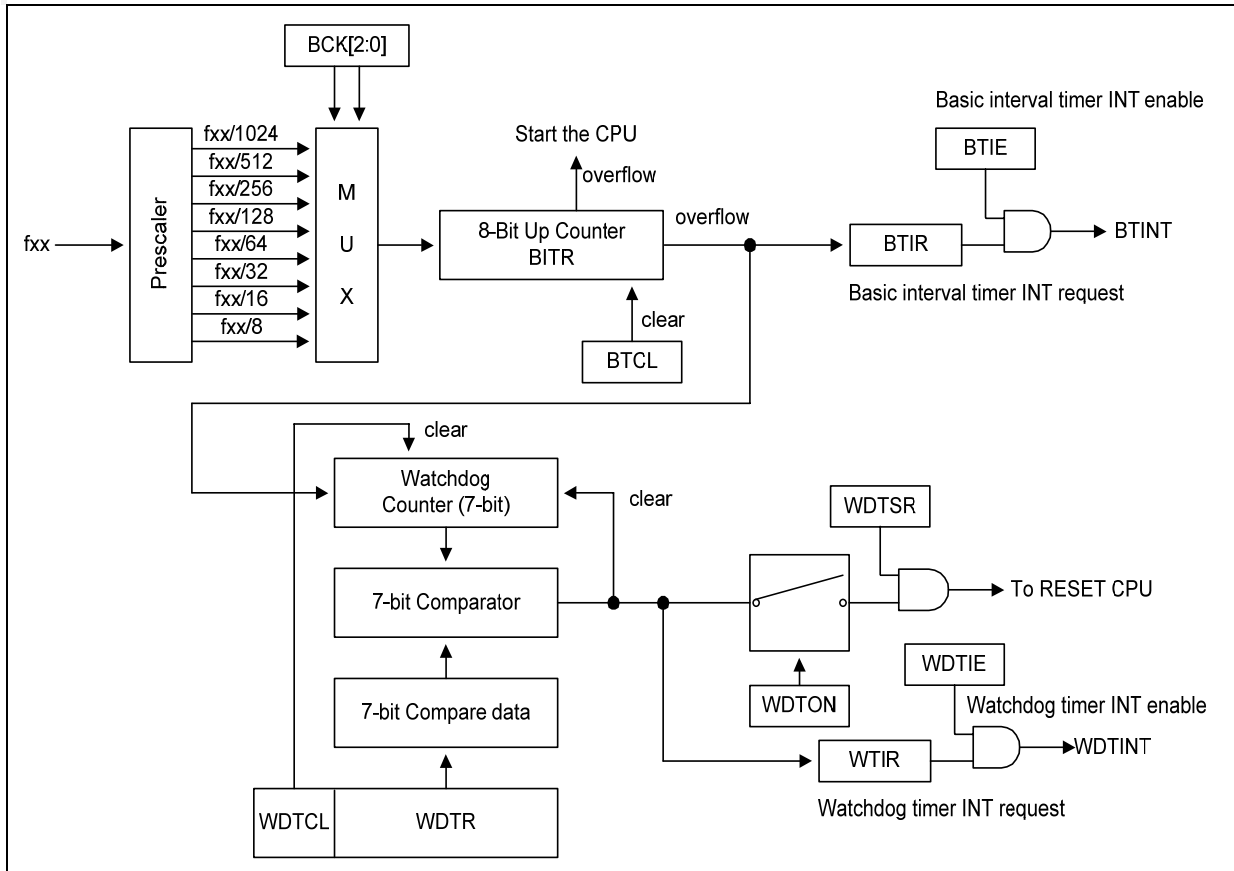 BCK[2:0]
Basic interval timer INT enable
fxx/1024
fxx/512
fxx/256
fxx/128
fxx/64
fxx/32
fxx/16
fxx/8
fxx
Prescaler
M
U
X
Start the CPU
overflow
8-Bit Up Counter
BITR
overflow
clear
BTCL
BTIE
BTIR
BTINT
Basic interval timer INT request
clear
Watchdog
Counter (7-bit)
clear
7-bit Comparator
7-bit Compare data
WDTCL
WDTR
WDTSR
To RESET CPU
WDTON
WDTIE
Watchdog timer INT enable
WTIR
WDTINT
Watchdog timer INT request